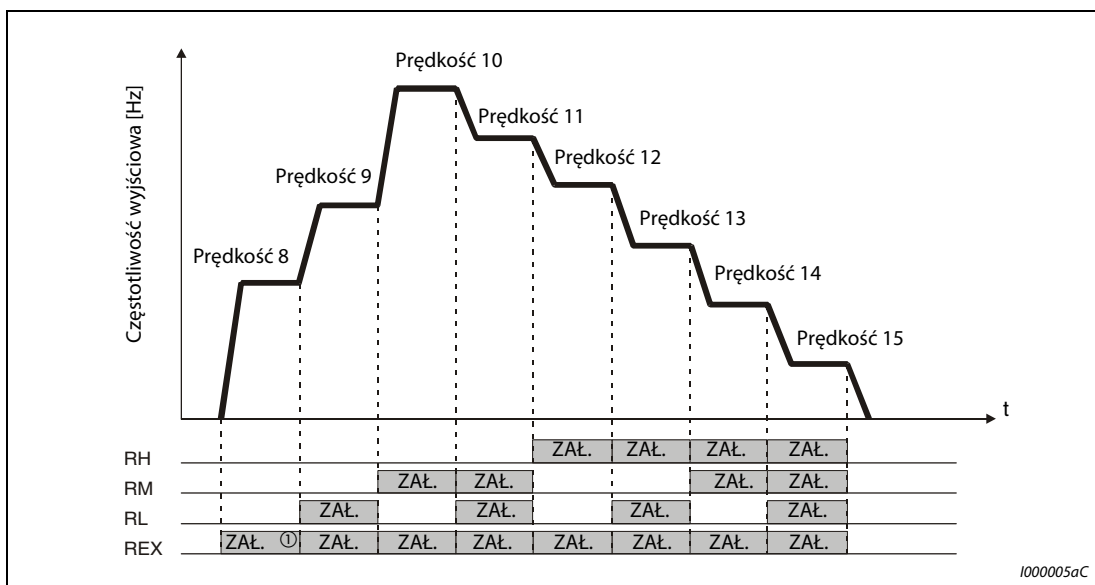 Częstotliwość wyjściowa [Hz]
Prędkość 10
Prędkość 11
Prędkość 12
Prędkość 9
Prędkość 13
Prędkość 8
Prędkość 14
Prędkość 15
t
RH ZAŁ. ZAŁ. ZAŁ. ZAŁ.
RM ZAŁ. ZAŁ. ZAŁ. ZAŁ.
RL ZAŁ. ZAŁ. ZAŁ. ZAŁ.
REX ZAŁ. ① ZAŁ. ZAŁ. ZAŁ. ZAŁ. ZAŁ. ZAŁ. ZAŁ.
I000005aC